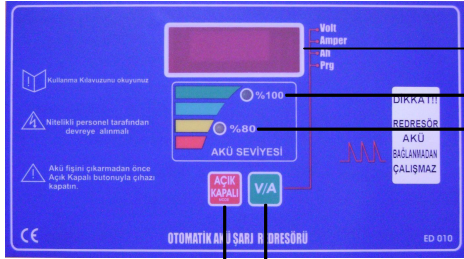 Volt
Amper
Ah
Prg
Kullanma Kılavuzunu okuyunuz
%100
DİKKAT!!
REDRESÖR
AKÜ
BAĞLANMADAN
ÇALIŞMAZ
Nitelikli personel tarafından
devreye alınmalı
%80
AKÜ SEVİYESİ
Akü fişini çıkarmadan önce
Açık Kapalı butonuyla cihazı
kapatın.
AÇIK
KAPALI
V/A
CE
OTOMATİK AKÜ ŞARJ REDRESÖRÜ
ED 010